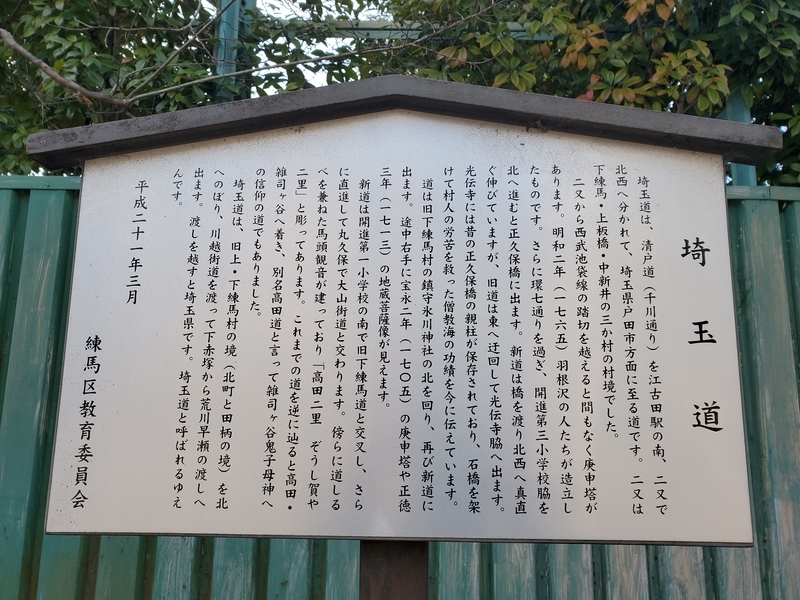 埼玉道
埼玉道は、清戸道（千川通り）を江古田駅の南、二又で
北西へ分かれて、埼玉県戸田市方面に至る道です。二又は
下練馬・上板橋・中新井の三か村の村境でした。
二又から西武池袋線の踏切を越えると間もなく庚申塔が
あります。明和二年（一七六五）羽根沢の人たちが造立し
たものです。さらに環七通りを過ぎ、開進第三小学校脇を
北へ進むと正久保橋に出ます。新道は橋を渡り北西へ真直
ぐ伸びていますが、旧道は東へ迂回して光伝寺脇へ出ます。
光伝寺には昔の正久保橋の親柱が保存されており、石橋を架
けて村人の労苦を救った僧教海の功績を今に伝えています。
道は旧下練馬村の鎮守氷川神社の北を回り、再び新道に
出ます。途中右手に宝永二年（一七〇五）の庚申塔や正徳
三年（一七一三）の地蔵菩薩像が見えます。
新道は開進第一小学校の南で旧下練馬道と交叉し、さら
に直進して丸久保で大山街道と交わります。傍らに道しる
べを兼ねた馬頭観音が建っており「高田二里　ぞうし賀や
二里」と彫ってあります。これまでの道を逆に辿ると高田・
雑司ヶ谷へ着き、別名高田道と言って雑司ヶ谷鬼子母神へ
の信仰の道でもありました。
埼玉道は、旧上・下練馬村の境（北町と田柄の境）を北
へのぼり、川越街道を渡って下赤塚から荒川早瀬の渡しへ
出ます。渡しを越すと埼玉県です。埼玉道と呼ばれるゆえ
んです。
平成二十一年三月
練馬区教育委員会